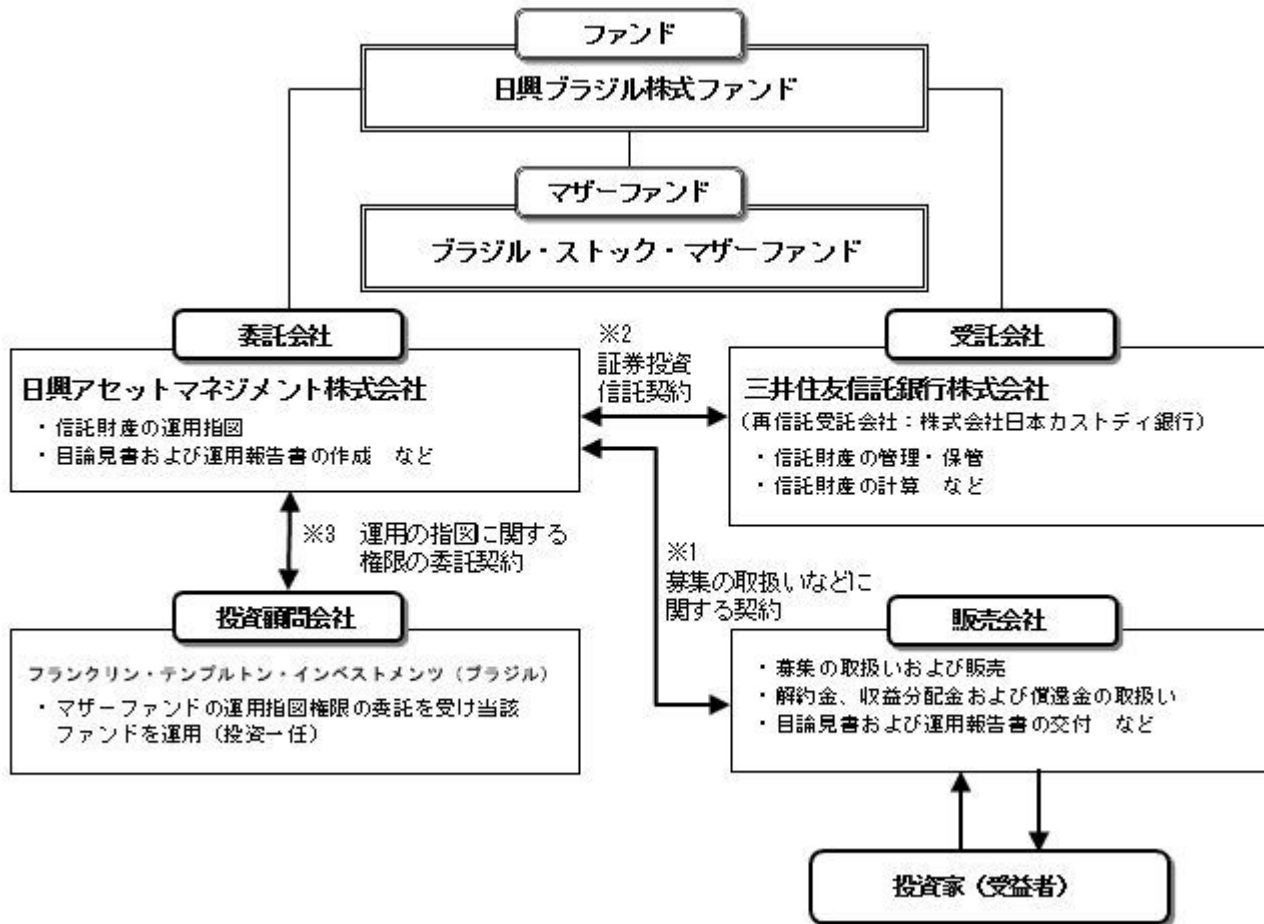 ファンド
日興ブラジル株式ファンド
マザーファンド
ブラジル・ストック・マザーファンド
委託会社
日興アセットマネジメント株式会社
・信託財産の運用指図
・目論見書および運用報告書の作成 など
※2
証券投資
信託契約
受託会社
三井住友信託銀行株式会社
(再信託受託会社:株式会社日本カストディ銀行)
・信託財産の管理・保管
・信託財産の計算 など
※3 運用の指図に関する
権限の委託契約
※1
募集の取扱いなどに
関する契約
投資顧問会社
フランクリン・テンプルトン・インベストメンツ(ブラジル)
・マザーファンドの運用指図権限の委託を受け当該
ファンドを運用(投資一任)
販売会社
・募集の取扱いおよび販売
・解約金、収益分配金および償還金の取扱い
・目論見書および運用報告書の交付 など
投資家(受益者)